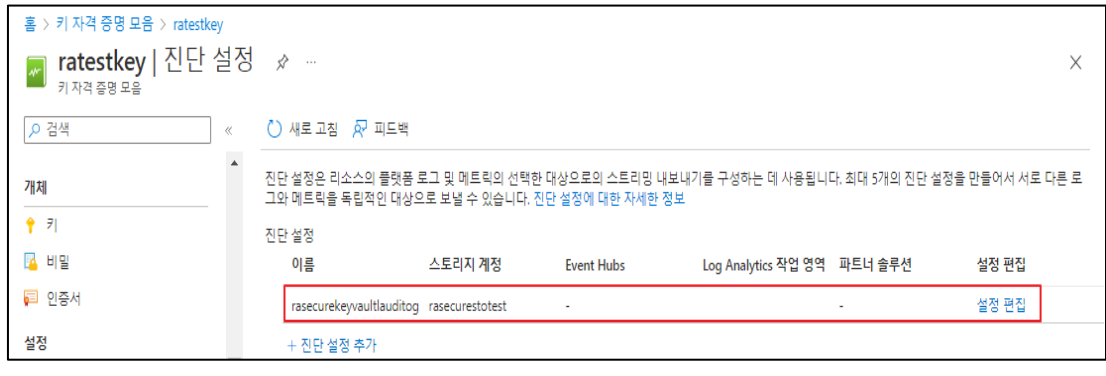 홈 > 키 자격 증명 모음 > ratestkey
ratestkey | 진단 설정 ...
키 자격 증명 모음
검색 «
새로 고침 피드백
개체
진단 설정은 리소스의 플랫폼 로그 및 메트릭의 선택한 대상으로의 스트리밍 내보내기를 구성하는 데 사용됩니다. 최대 5개의 진단 설정을 만들어서 서로 다른 로
그와 메트릭을 독립적인 대상으로 보낼 수 있습니다. 진단 설정에 대한 자세한 정보
키
진단 설정
비밀
이름 스토리지 계정 Event Hubs Log Analytics 작업 영역 파트너 솔루션 설정 편집
인증서
rasecurekeyvaultlauditog rasecurestotest - - 설정 편집
설정
+ 진단 설정 추가